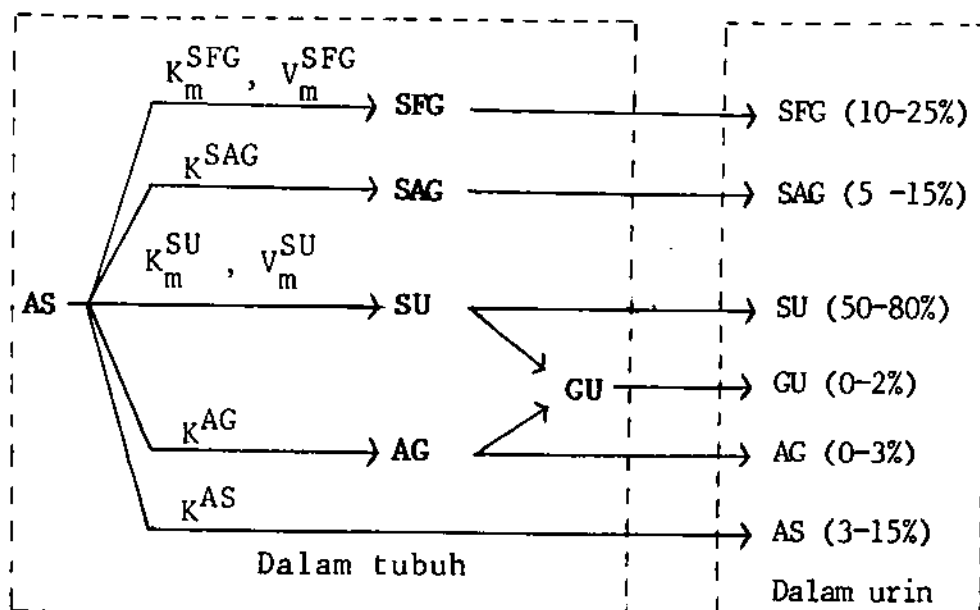 K_m^SFG , V_m^SFG
SFG
SFG (10-25%)
K^SAG
SAG
SAG (5 -15%)
K_m^SU , V_m^SU
AS
SU
SU (50-80%)
GU
GU (0-2%)
K^AG
AG
AG (0-3%)
K^AS
AS (3-15%)
Dalam tubuh
Dalam urin